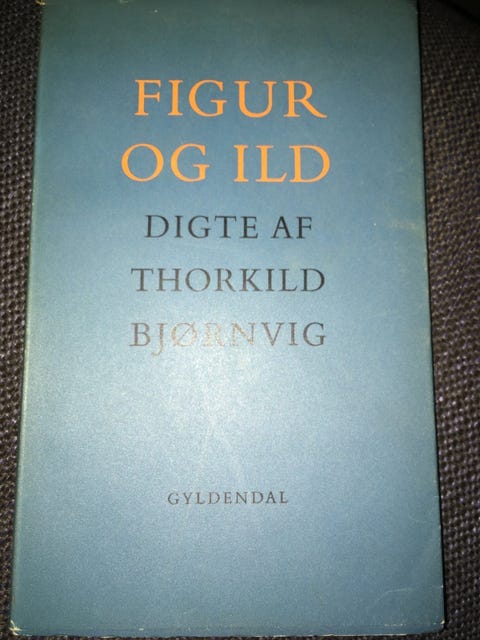 FIGUR
OG ILD
DIGTE AF
THORKILD
BJØRNVIG
GYLDENDAL